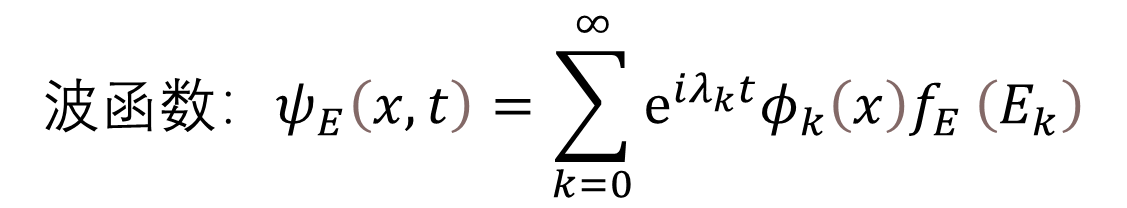 波函数：ψ_E(x, t) = ∑_{k=0}^{∞} e^{iλ_k t} ϕ_k(x) f_E (E_k)